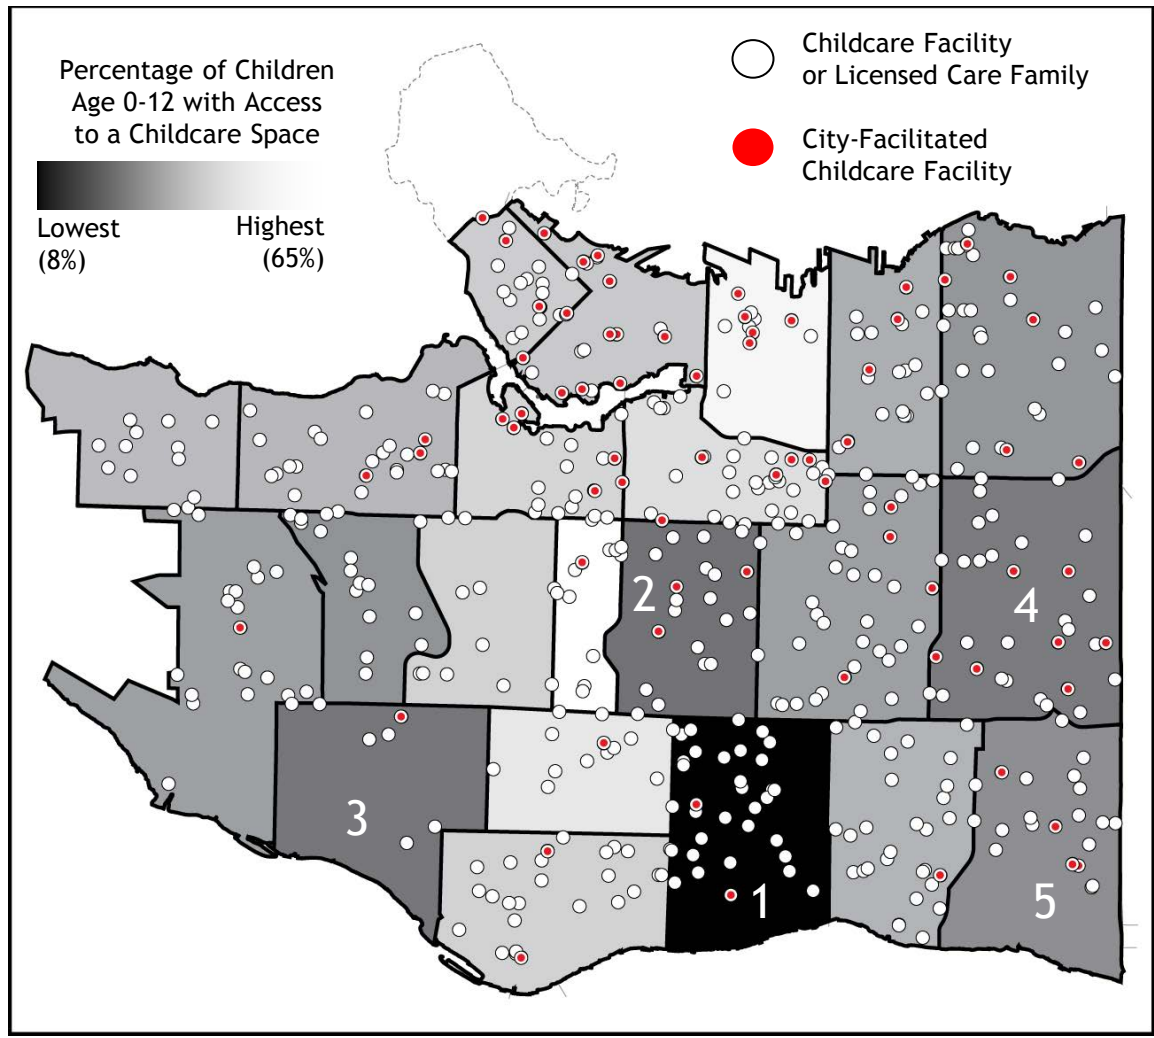 Percentage of Children
Age 0-12 with Access
to a Childcare Space
Lowest
(8%)
Highest
(65%)
Childcare Facility
or Licensed Care Family
City-Facilitated
Childcare Facility
2
4
3
1
5